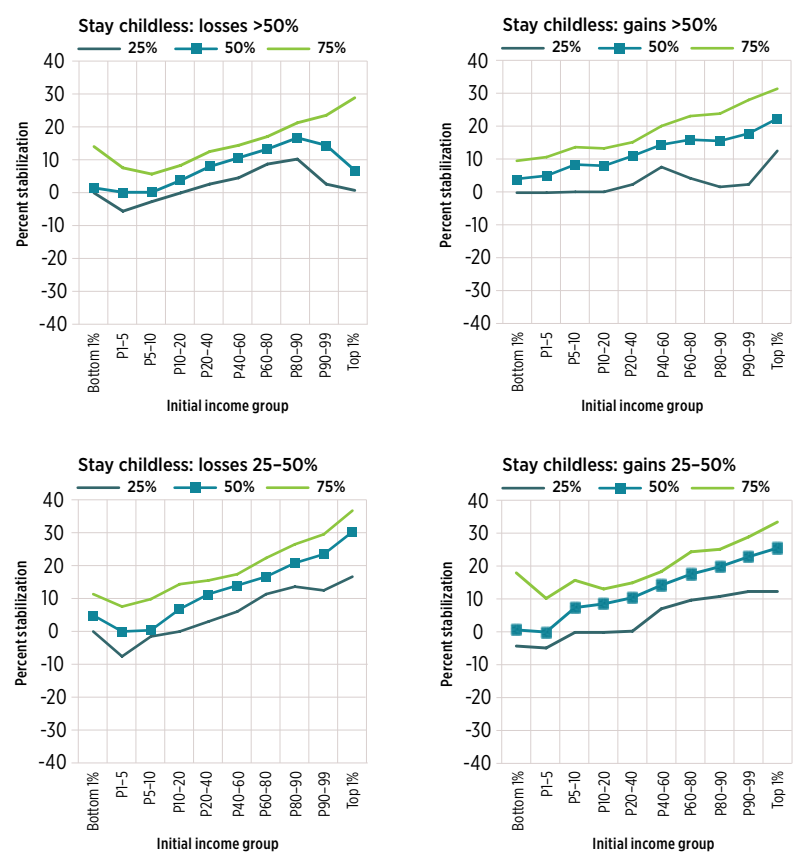 Stay childless: losses >50%
25% 50% 75%
40
30
20
10
0
-10
-20
-30
-40
Percent stabilization
Bottom 1%
P1–5
P5–10
P10–20
P20–40
P40–60
P60–80
P80–90
P90–99
Top 1%
Initial income group
Stay childless: gains >50%
25% 50% 75%
40
30
20
10
0
-10
-20
-30
-40
Percent stabilization
Bottom 1%
P1–5
P5–10
P10–20
P20–40
P40–60
P60–80
P80–90
P90–99
Top 1%
Initial income group
Stay childless: losses 25–50%
25% 50% 75%
40
30
20
10
0
-10
-20
-30
-40
Percent stabilization
Bottom 1%
P1–5
P5–10
P10–20
P20–40
P40–60
P60–80
P80–90
P90–99
Top 1%
Initial income group
Stay childless: gains 25–50%
25% 50% 75%
40
30
20
10
0
-10
-20
-30
-40
Percent stabilization
Bottom 1%
P1–5
P5–10
P10–20
P20–40
P40–60
P60–80
P80–90
P90–99
Top 1%
Initial income group